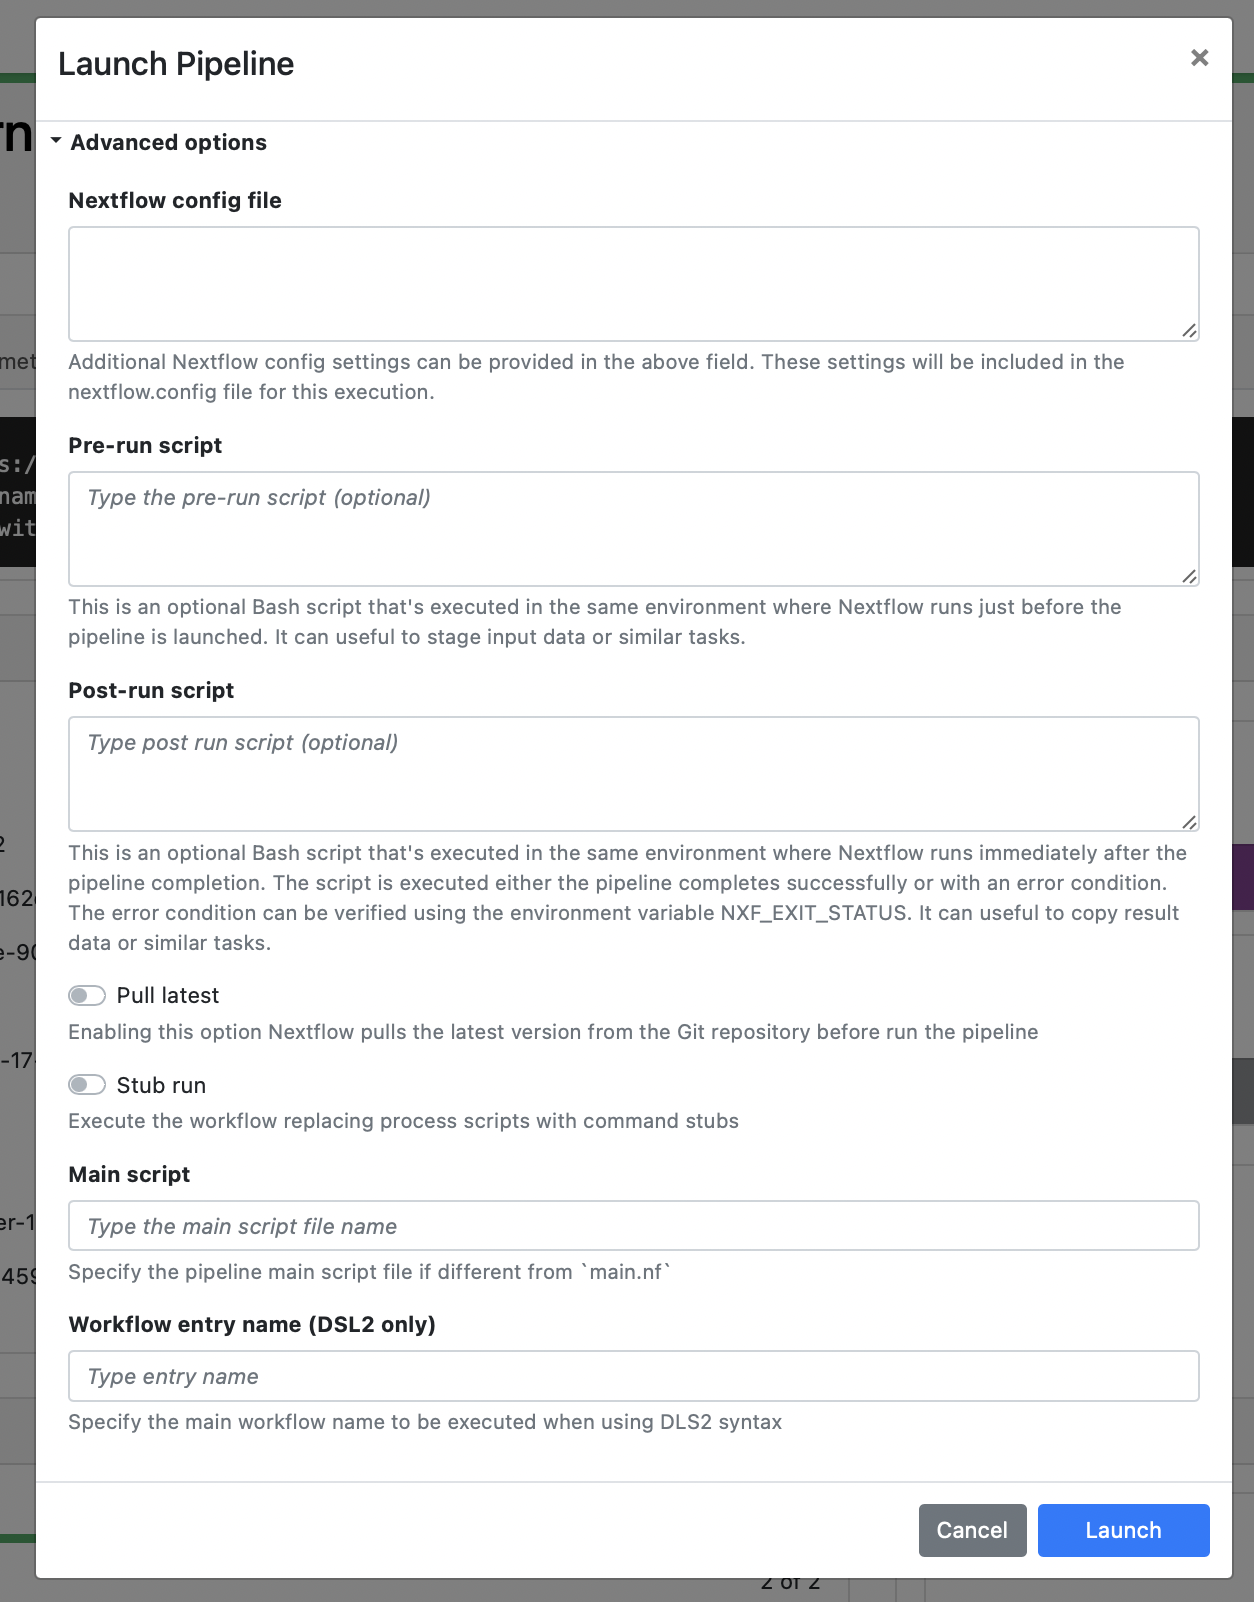 Launch Pipeline
×
Advanced options
Nextflow config file
Additional Nextflow config settings can be provided in the above field. These settings will be included in the
nextflow.config file for this execution.
Pre-run script
Type the pre-run script (optional)
This is an optional Bash script that's executed in the same environment where Nextflow runs just before the
pipeline is launched. It can useful to stage input data or similar tasks.
Post-run script
Type post run script (optional)
This is an optional Bash script that's executed in the same environment where Nextflow runs immediately after the
pipeline completion. The script is executed either the pipeline completes successfully or with an error condition.
The error condition can be verified using the environment variable NXF_EXIT_STATUS. It can useful to copy result
data or similar tasks.
Pull latest
Enabling this option Nextflow pulls the latest version from the Git repository before run the pipeline
Stub run
Execute the workflow replacing process scripts with command stubs
Main script
Type the main script file name
Specify the pipeline main script file if different from `main.nf`
Workflow entry name (DSL2 only)
Type entry name
Specify the main workflow name to be executed when using DLS2 syntax
Cancel
Launch
2 of 2